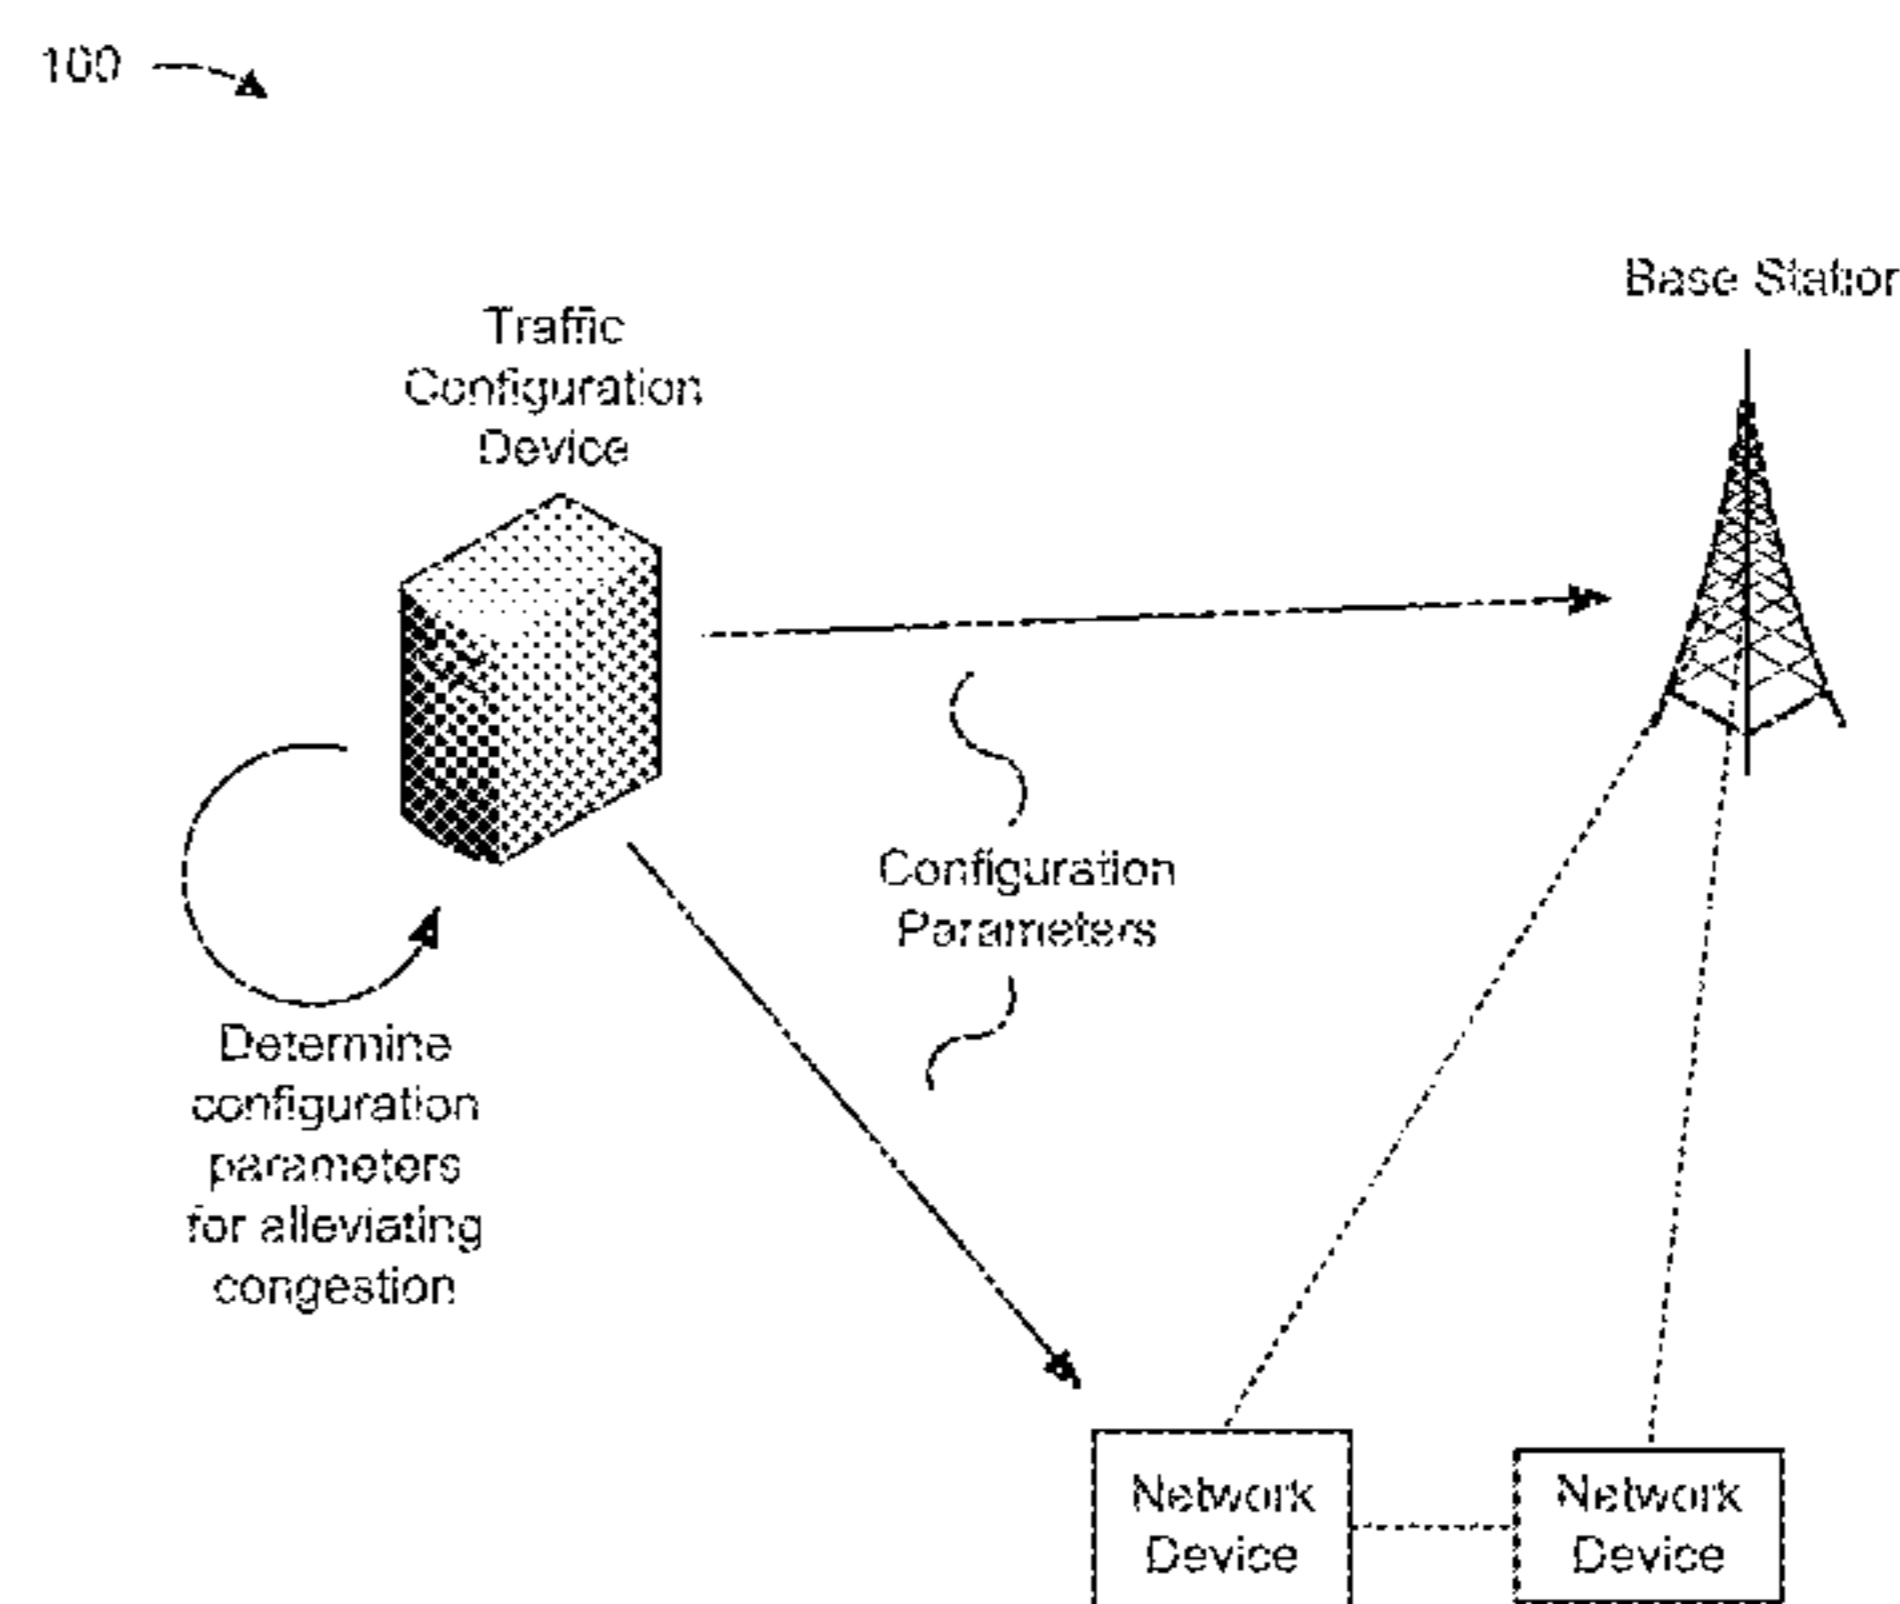 100
Base Station
Traffic
Configuration
Device
Configuration
Parameters
Determine
configuration
parameters
for alleviating
congestion
Network
Device
Network
Device